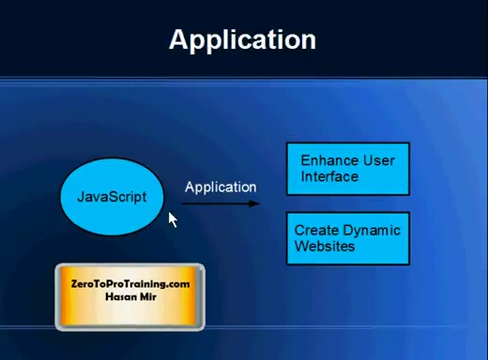 Application
JavaScript
Application
Enhance User
Interface
Create Dynamic
Websites
ZeroToProTraining.com
Hasan Mir